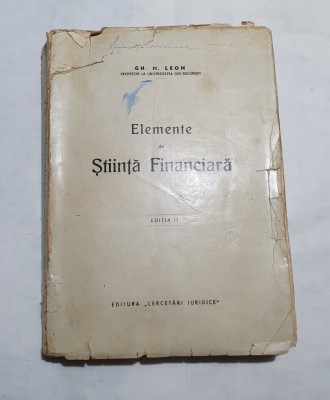 GH. N. LEON
PROFESOR LA UNIVERSITATEA DIN BUCUREȘTI
Elemente
de
Știință Financiară
EDIȚIA II
EDITURA „CERCETĂRI JURIDICE"